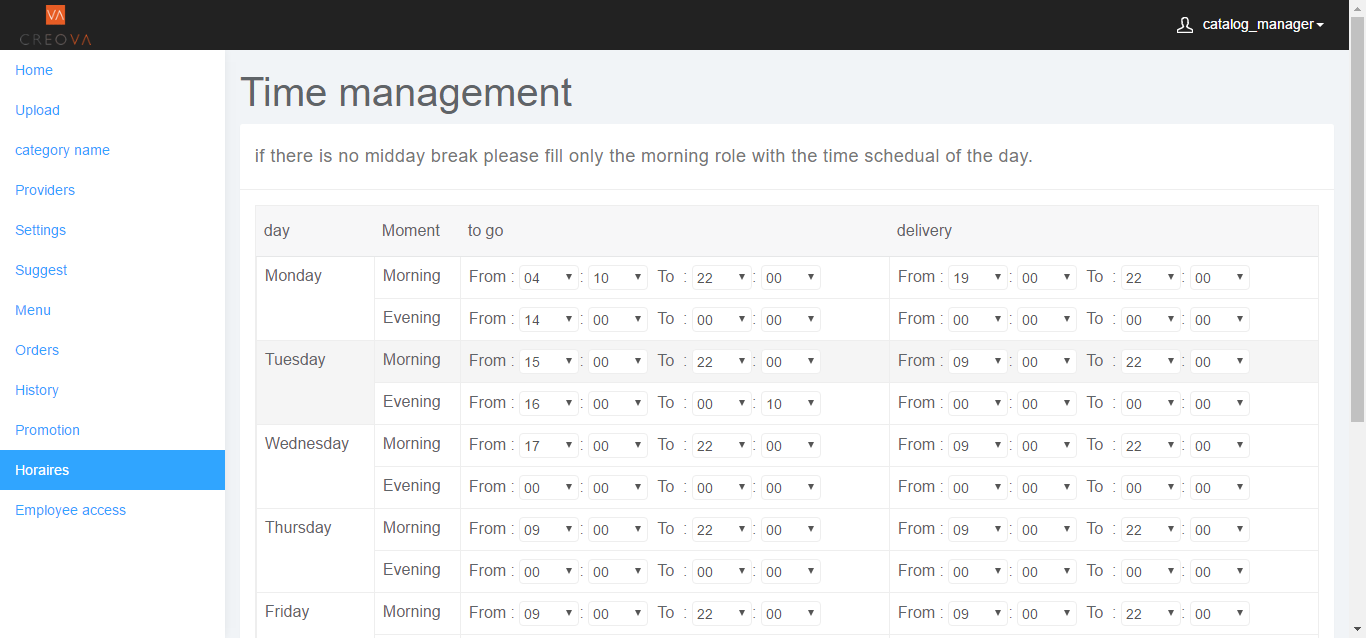 VA
CREOVA
catalog_manager
Home
Upload
category name
Providers
Settings
Suggest
Menu
Orders
History
Promotion
Horaires
Employee access
Time management
if there is no midday break please fill only the morning role with the time schedual of the day.
day Moment to go delivery
Monday Morning From : 04 : 10 To : 22 : 00 From : 19 : 00 To : 22 : 00
Evening From : 14 : 00 To : 00 : 00 From : 00 : 00 To : 00 : 00
Tuesday Morning From : 15 : 00 To : 22 : 00 From : 09 : 00 To : 22 : 00
Evening From : 16 : 00 To : 00 : 10 From : 00 : 00 To : 00 : 00
Wednesday Morning From : 17 : 00 To : 22 : 00 From : 09 : 00 To : 22 : 00
Evening From : 00 : 00 To : 00 : 00 From : 00 : 00 To : 00 : 00
Thursday Morning From : 09 : 00 To : 22 : 00 From : 09 : 00 To : 22 : 00
Evening From : 00 : 00 To : 00 : 00 From : 00 : 00 To : 00 : 00
Friday Morning From : 09 : 00 To : 22 : 00 From : 09 : 00 To : 22 : 00